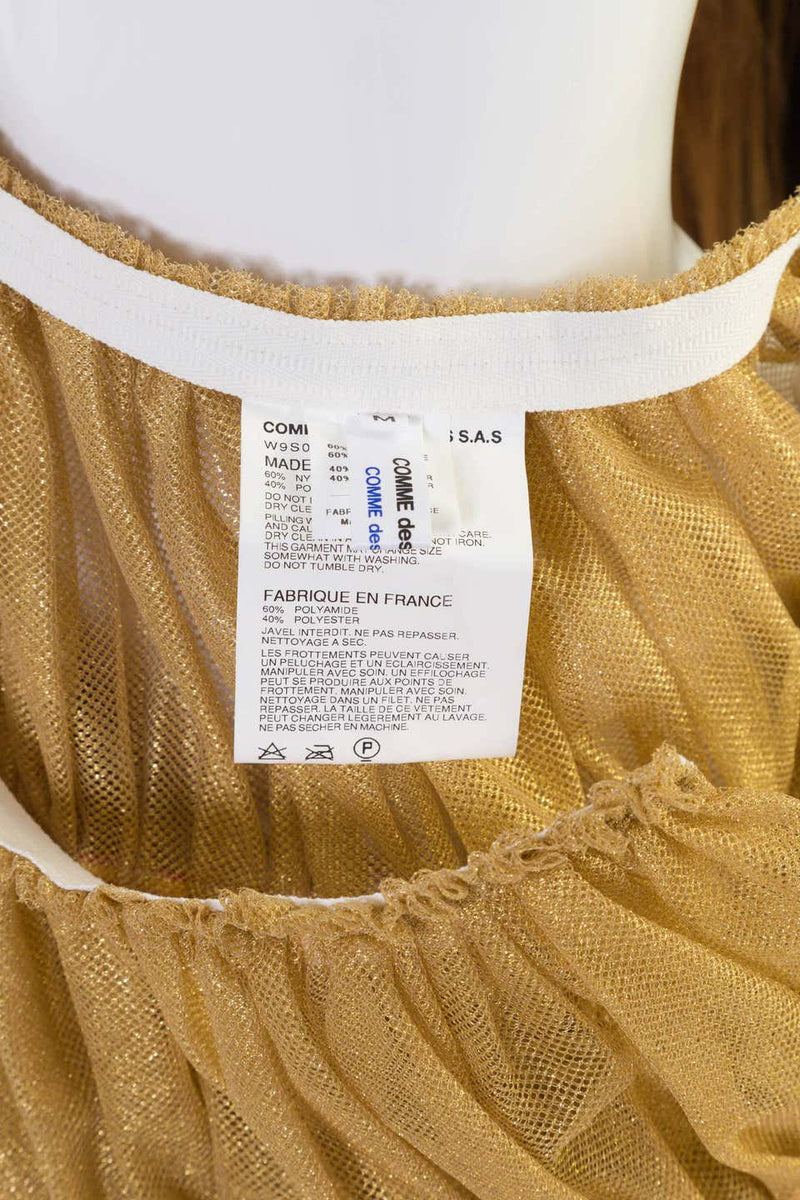 M
COMME des
COMME des
60%
60%
40%
40%
S.A.S
W9S0
MADE
60% NY
40% PO
DO NOT
DRY CLE
PILLING
AND
DRY CLEAN IN A CARE.
NOT IRON.
THIS GARMENT MAY CHANGE SIZE
SOMEWHAT WITH WASHING.
DO NOT TUMBLE DRY.
FABRIQUE EN FRANCE
60% POLYAMIDE
40% POLYESTER
JAVEL INTERDIT. NE PAS REPASSER.
NETTOYAGE A SEC.
LES FROTTEMENTS PEUVENT CAUSER
UN PELUCHAGE ET UN ECLAIRCISSEMENT.
MANIPULER AVEC SOIN. UN EFFILOCHAGE
PEUT SE PRODUIRE AUX POINTS DE
FROTTEMENT. MANIPULER AVEC SOIN.
NETTOYAGE DANS UN FILET. NE PAS
REPASSER. LA TAILLE DE CE VETEMENT
PEUT CHANGER LEGEREMENT AU LAVAGE.
NE PAS SECHER EN MACHINE.
P